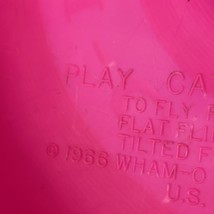 PLAY CA
TO FLY
FLAT FLI
TILTED F
© 1966 WHAM-O
U.S.